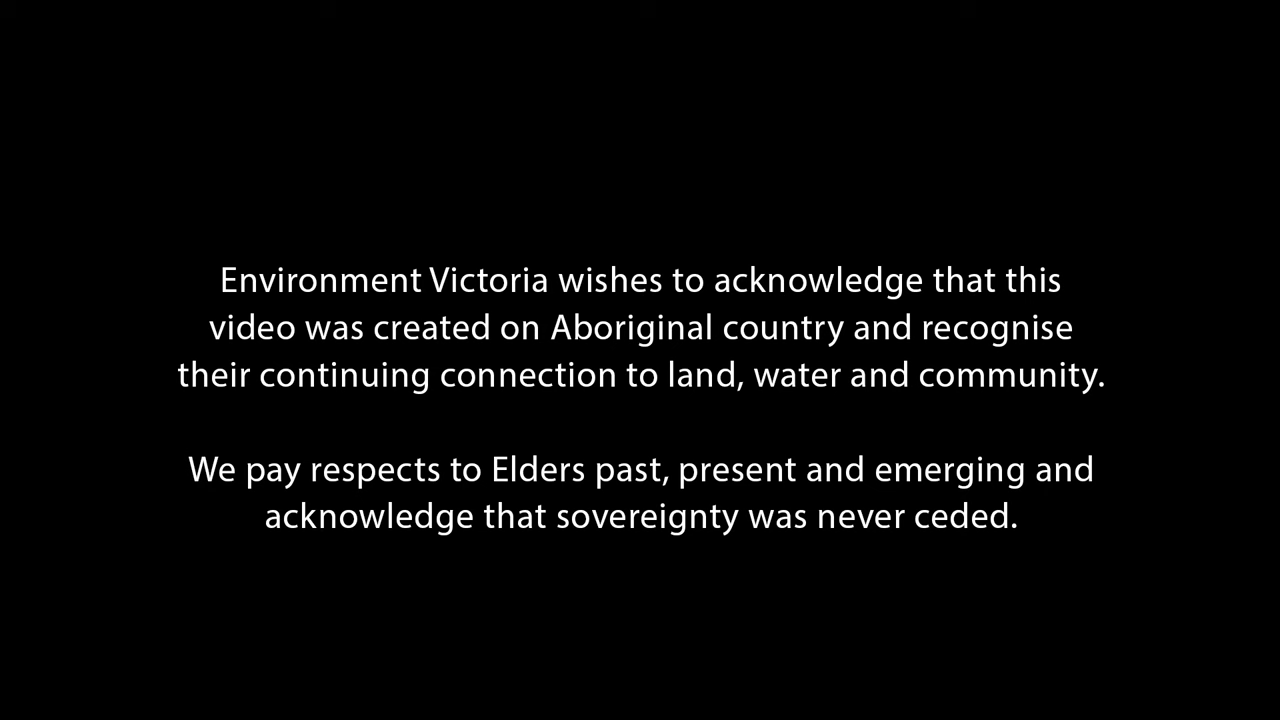 Environment Victoria wishes to acknowledge that this
video was created on Aboriginal country and recognise
their continuing connection to land, water and community.
We pay respects to Elders past, present and emerging and
acknowledge that sovereignty was never ceded.